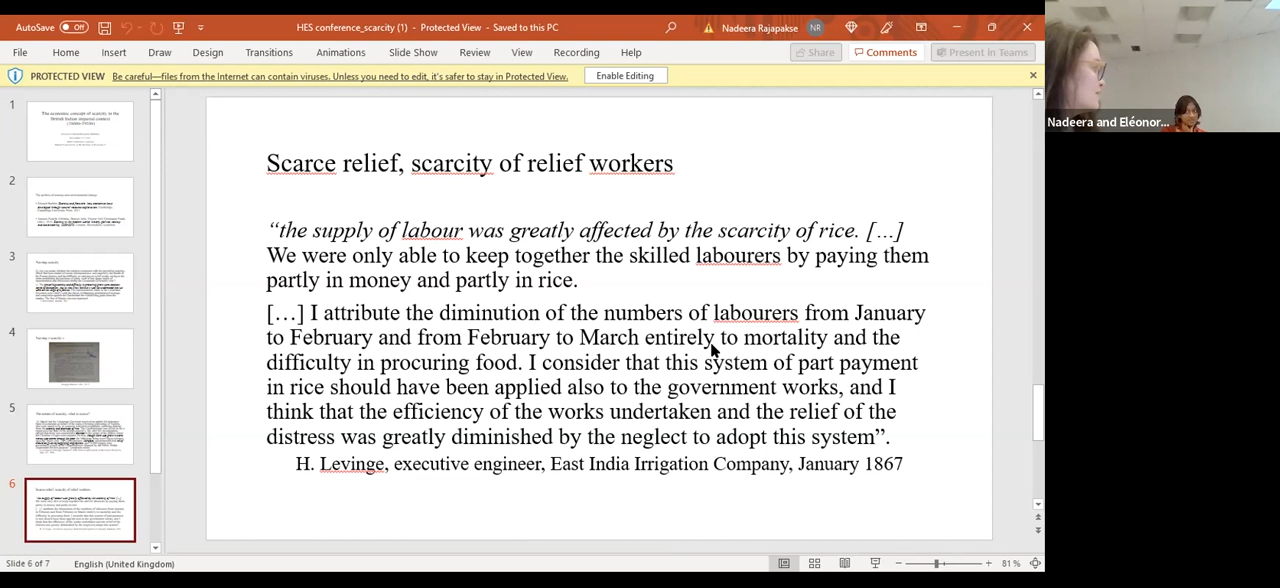 AutoSave Off HES conference_scarcity (1) - Protected View - Saved to this PC Nadeera Rajapakse NR
File Home Insert Draw Design Transitions Animations Slide Show Review View Recording Help Share Comments Present in Teams
PROTECTED VIEW Be careful—files from the Internet can contain viruses. Unless you need to edit, it's safer to stay in Protected View. Enable Editing
Nadeera and Eléonor...
1
2
3
4
5
6
Scarce relief, scarcity of relief workers
“the supply of labour was greatly affected by the scarcity of rice. […]
We were only able to keep together the skilled labourers by paying them
partly in money and partly in rice.
[…] I attribute the diminution of the numbers of labourers from January
to February and from February to March entirely to mortality and the
difficulty in procuring food. I consider that this system of part payment
in rice should have been applied also to the government works, and I
think that the efficiency of the works undertaken and the relief of the
distress was greatly diminished by the neglect to adopt this system”.
H. Levinge, executive engineer, East India Irrigation Company, January 1867
Slide 6 of 7 English (United Kingdom) 81 %